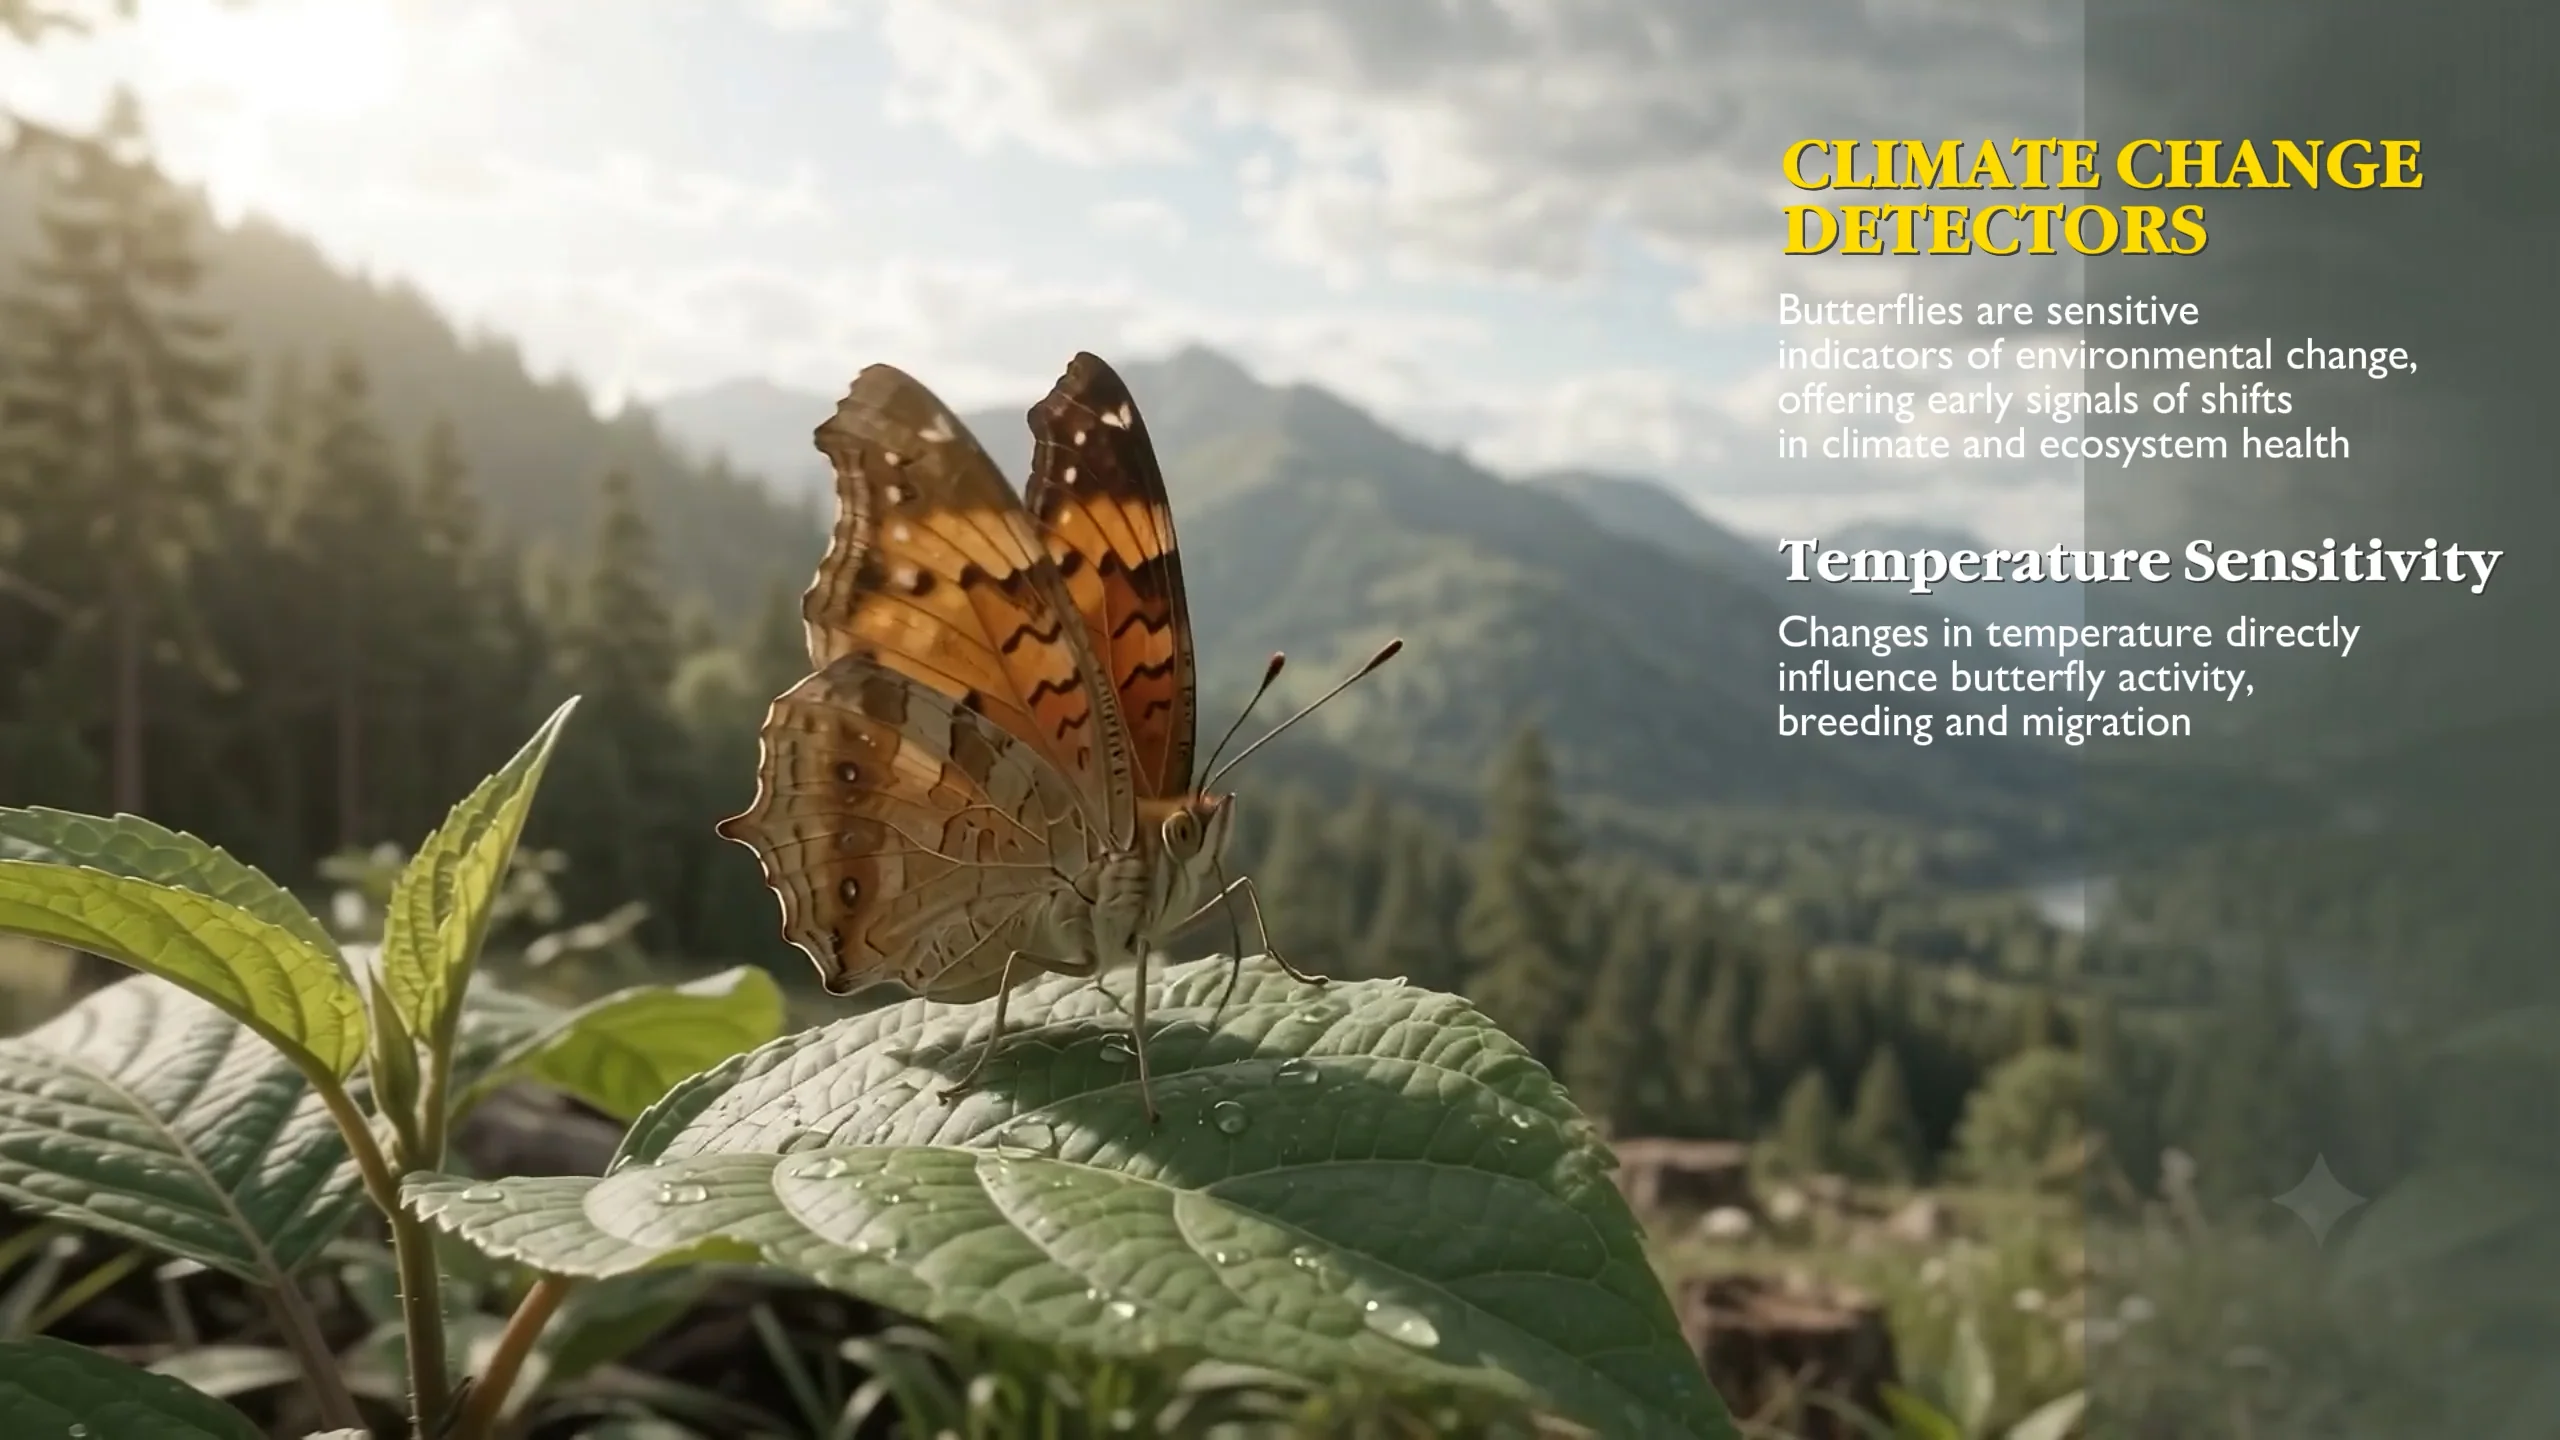 CLIMATE CHANGE
DETECTORS
Butterflies are sensitive
indicators of environmental change,
offering early signals of shifts
in climate and ecosystem health
Temperature Sensitivity
Changes in temperature directly
influence butterfly activity,
breeding and migration